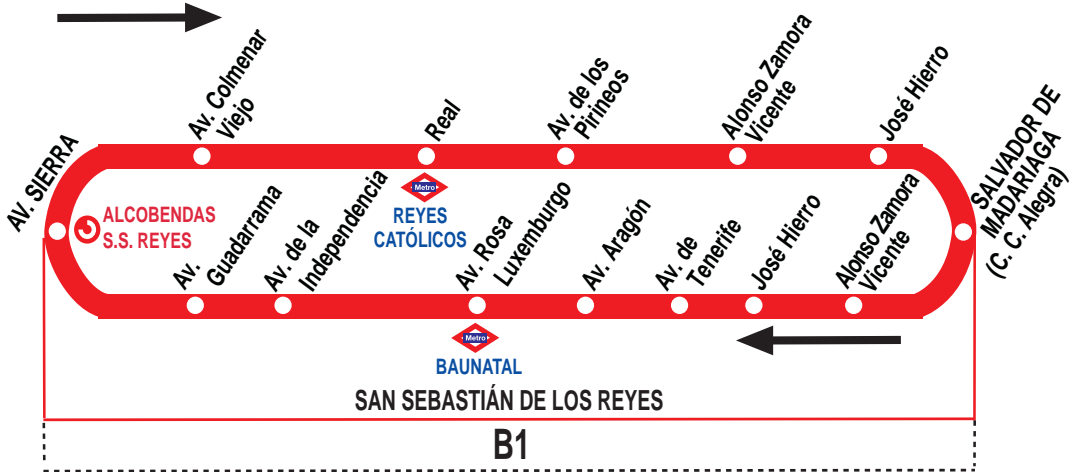 Av. Colmenar
Viejo
Real
Av. de los
Pirineos
Alonso Zamora
Vicente
José Hierro
AV. SIERRA
ALCOBENDAS
S.S. REYES
Metro
REYES
CATÓLICOS
SALVADOR DE
MADARIAGA
(C. C. Alegra)
Av.
Guadarrama
Av. de la
Independencia
Av. Rosa
Luxemburgo
Av. Aragón
Av. de
Tenerife
José Hierro
Alonso Zamora
Vicente
Metro
BAUNATAL
SAN SEBASTIÁN DE LOS REYES
B1